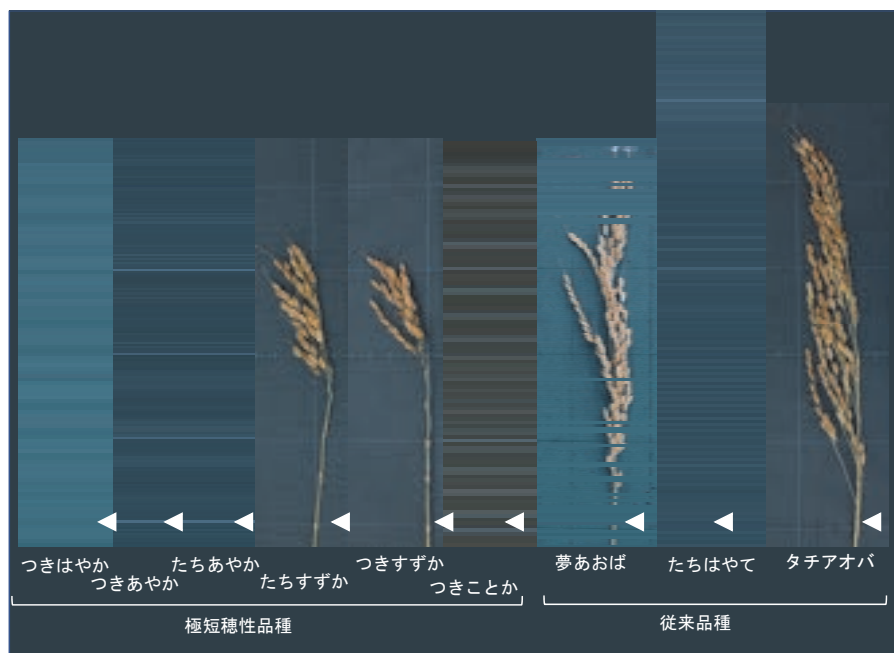 つきはやか
つきあやか
たちあやか
たちすずか
つきすずか
つきことか
夢あおば
たちはやて
タチアオバ
極短穂性品種
従来品種